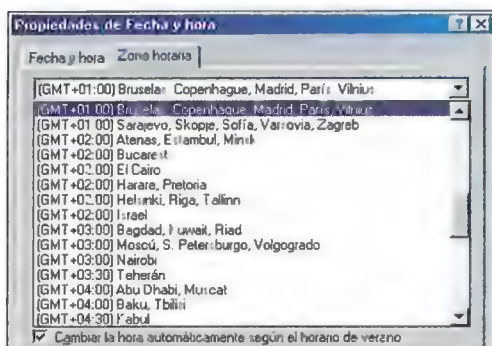 Propiedades de Fecha y hora
Fecha y hora
Zona horaria
(GMT+01:00) Bruselas, Copenhague, Madrid, París, Vilnius
(GMT+01:00) Bruselas, Copenhague, Madrid, París, Vilnius
(GMT+01:00) Sarajevo, Skopje, Sofía, Varsovia, Zagreb
(GMT+02:00) Atenas, Estambul, Minsk
(GMT+02:00) Bucarest
(GMT+02:00) El Cairo
(GMT+02:00) Harare, Pretoria
(GMT+02:00) Helsinki, Riga, Tallinn
(GMT+02:00) Israel
(GMT+03:00) Bagdad, Kuwait, Riad
(GMT+03:00) Moscú, S. Petersburgo, Volgogrado
(GMT+03:00) Nairobi
(GMT+03:30) Teherán
(GMT+04:00) Abu Dhabi, Muscat
(GMT+04:00) Baku, Tbilisi
(GMT+04:30) Kabul
Cambiar la hora automáticamente según el horario de verano